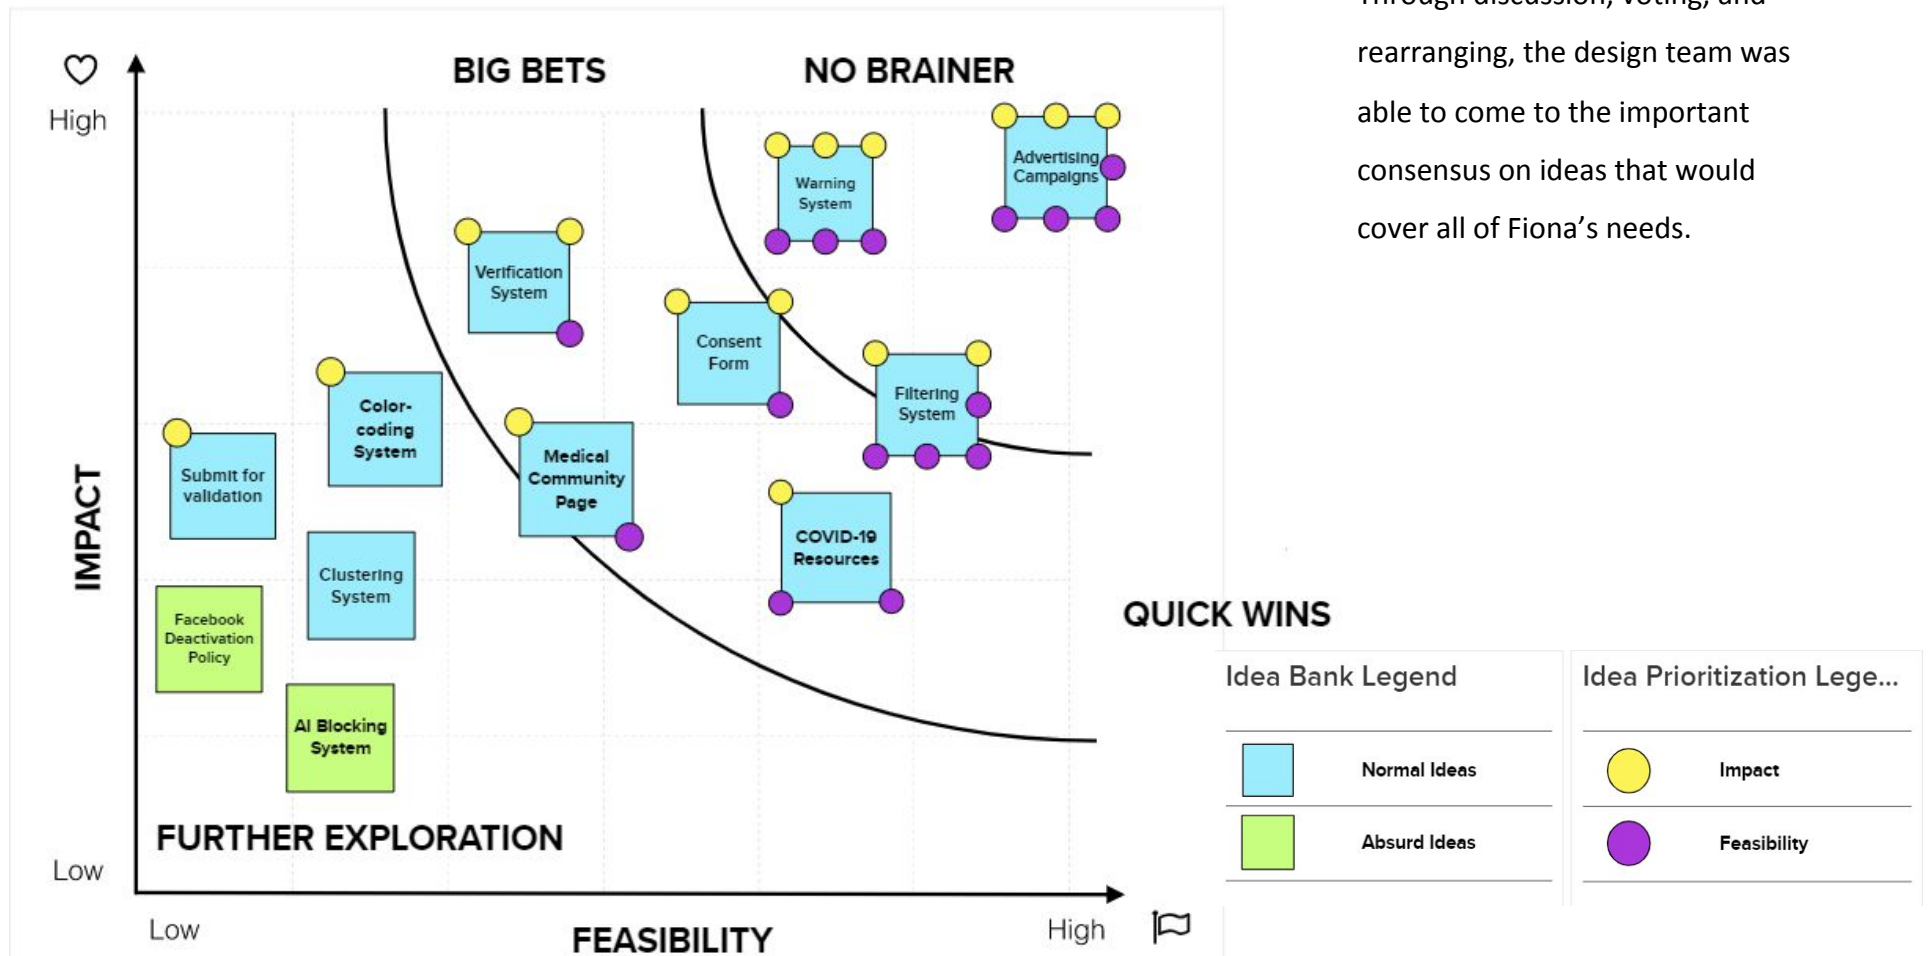 Through discussion, voting, and
rearranging, the design team was
able to come to the important
consensus on ideas that would
cover all of Fiona’s needs.
BIG BETS
NO BRAINER
High
Advertising
Campaigns
Warning
System
Verification
System
Consent
Form
Filtering
System
Color-
coding
System
Medical
Community
Page
Submit for
validation
COVID-19
Resources
IMPACT
Clustering
System
Facebook
Deactivation
Policy
QUICK WINS
AI Blocking
System
Idea Bank Legend
Normal Ideas
Absurd Ideas
Idea Prioritization Lege...
Impact
Feasibility
FURTHER EXPLORATION
Low
Low
FEASIBILITY
High